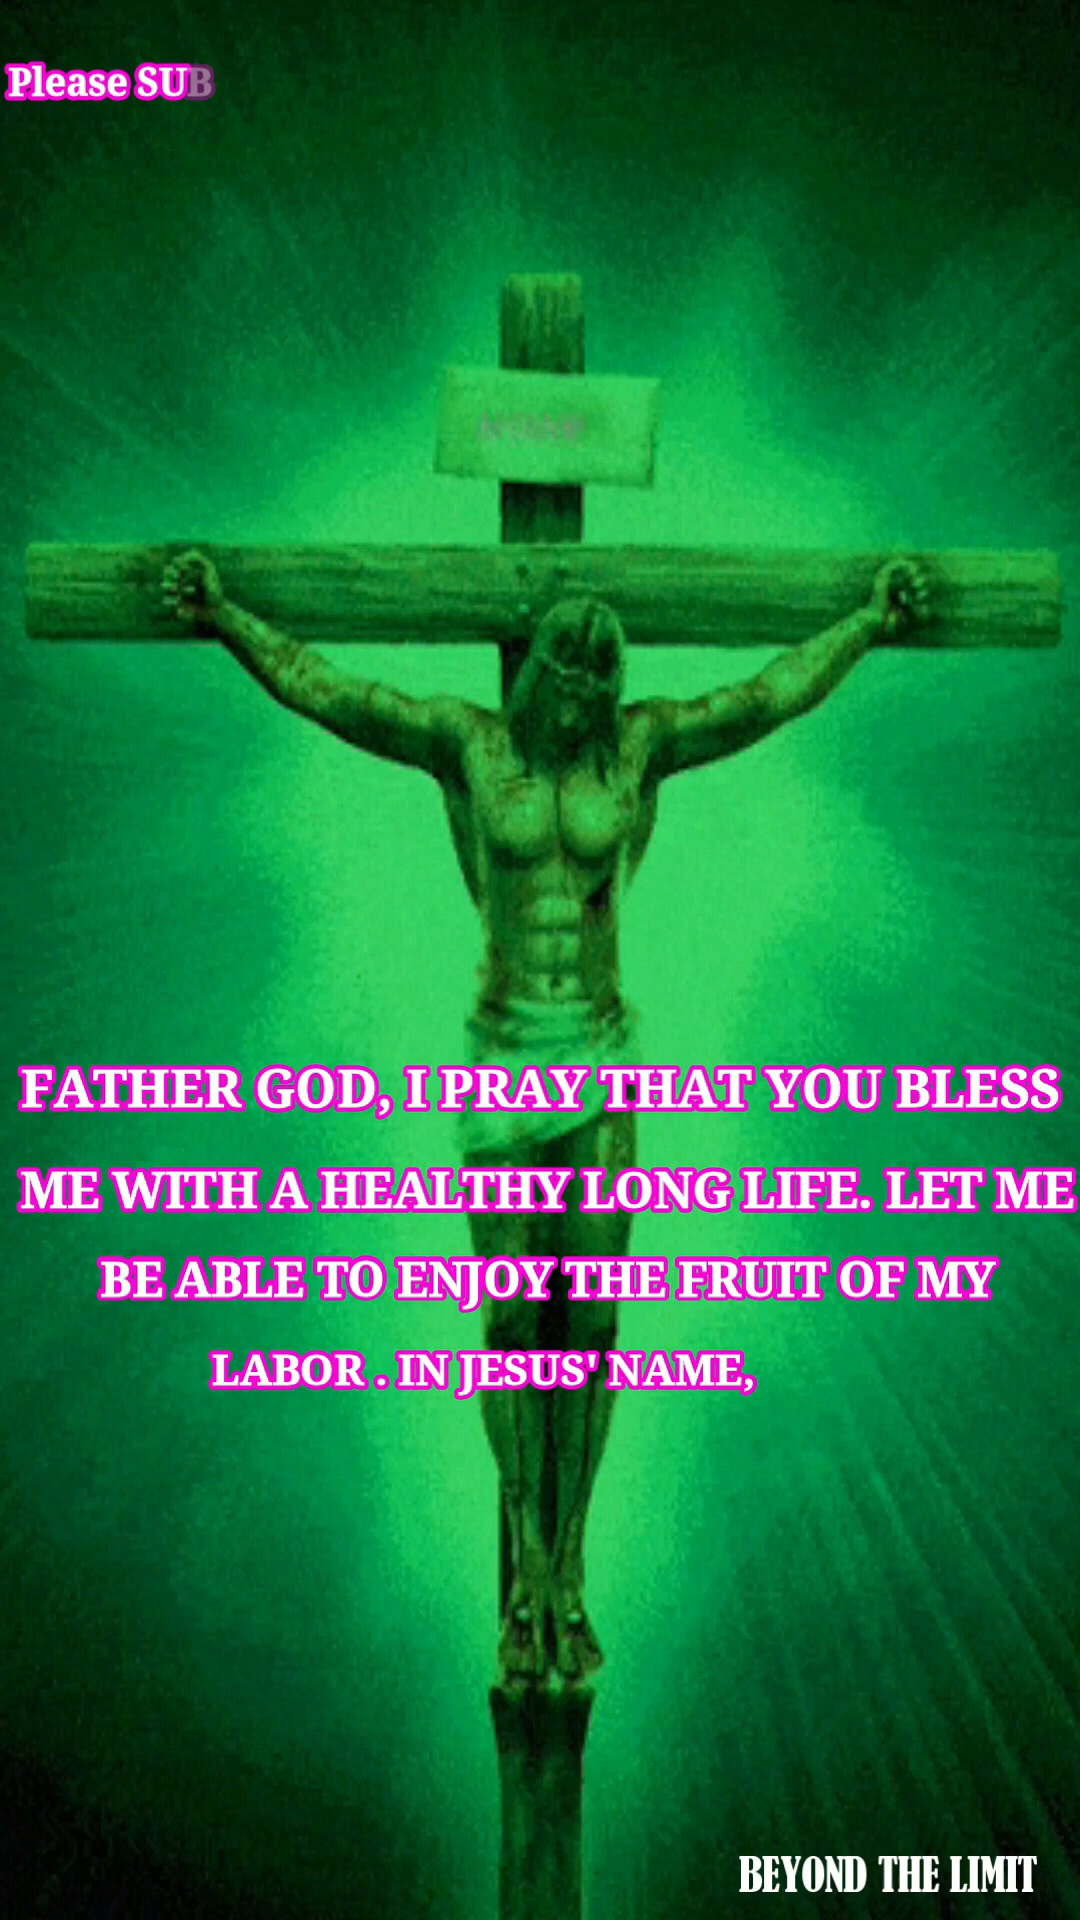 Please SUB
FATHER GOD, I PRAY THAT YOU BLESS
ME WITH A HEALTHY LONG LIFE. LET ME
BE ABLE TO ENJOY THE FRUIT OF MY
LABOR . IN JESUS' NAME,
BEYOND THE LIMIT